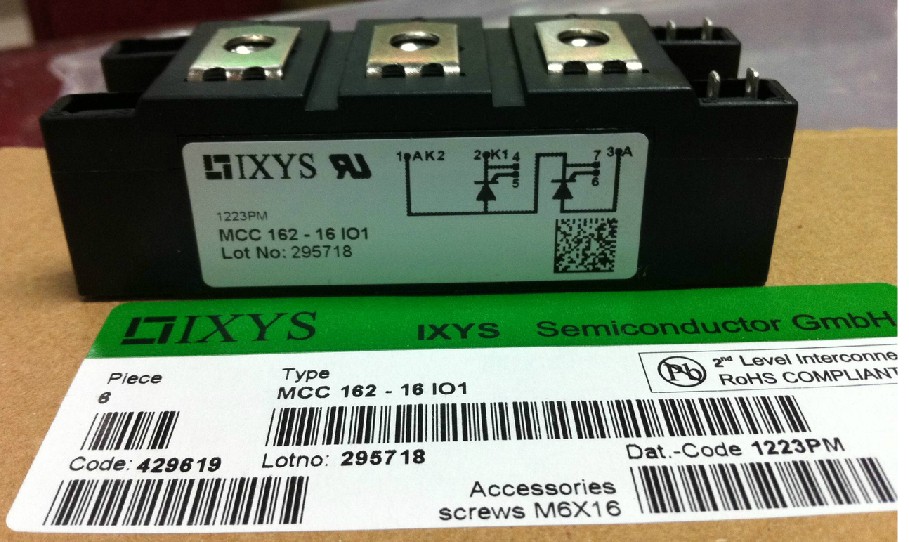 IXYS
1 A K2 2 K1 4 7 3 A
5 6
1223PM
MCC 162 - 16 IO1
Lot No: 295718
IXYS IXYS Semiconductor GmbH
Piece Type
6 MCC 162 - 16 IO1
Pb 2nd Level Interconne
RoHS COMPLIANT
Code: 429619 Lotno: 295718 Dat.-Code 1223PM
Accessories
screws M6X16